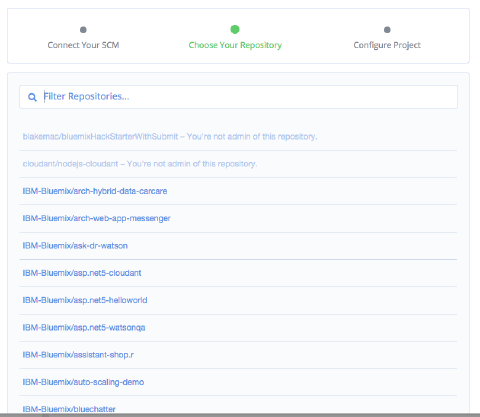 Connect Your SCM
Choose Your Repository
Configure Project
Filter Repositories...
blakemac/bluemixHackStarterWithSubmit – You're not admin of this repository.
cloudant/nodejs-cloudant – You're not admin of this repository.
IBM-Bluemix/arch-hybrid-data-carcare
IBM-Bluemix/arch-web-app-messenger
IBM-Bluemix/ask-dr-watson
IBM-Bluemix/asp.net5-cloudant
IBM-Bluemix/asp.net5-helloworld
IBM-Bluemix/asp.net5-watsonqa
IBM-Bluemix/assistant-shop.r
IBM-Bluemix/auto-scaling-demo
IBM-Bluemix/bluechatter